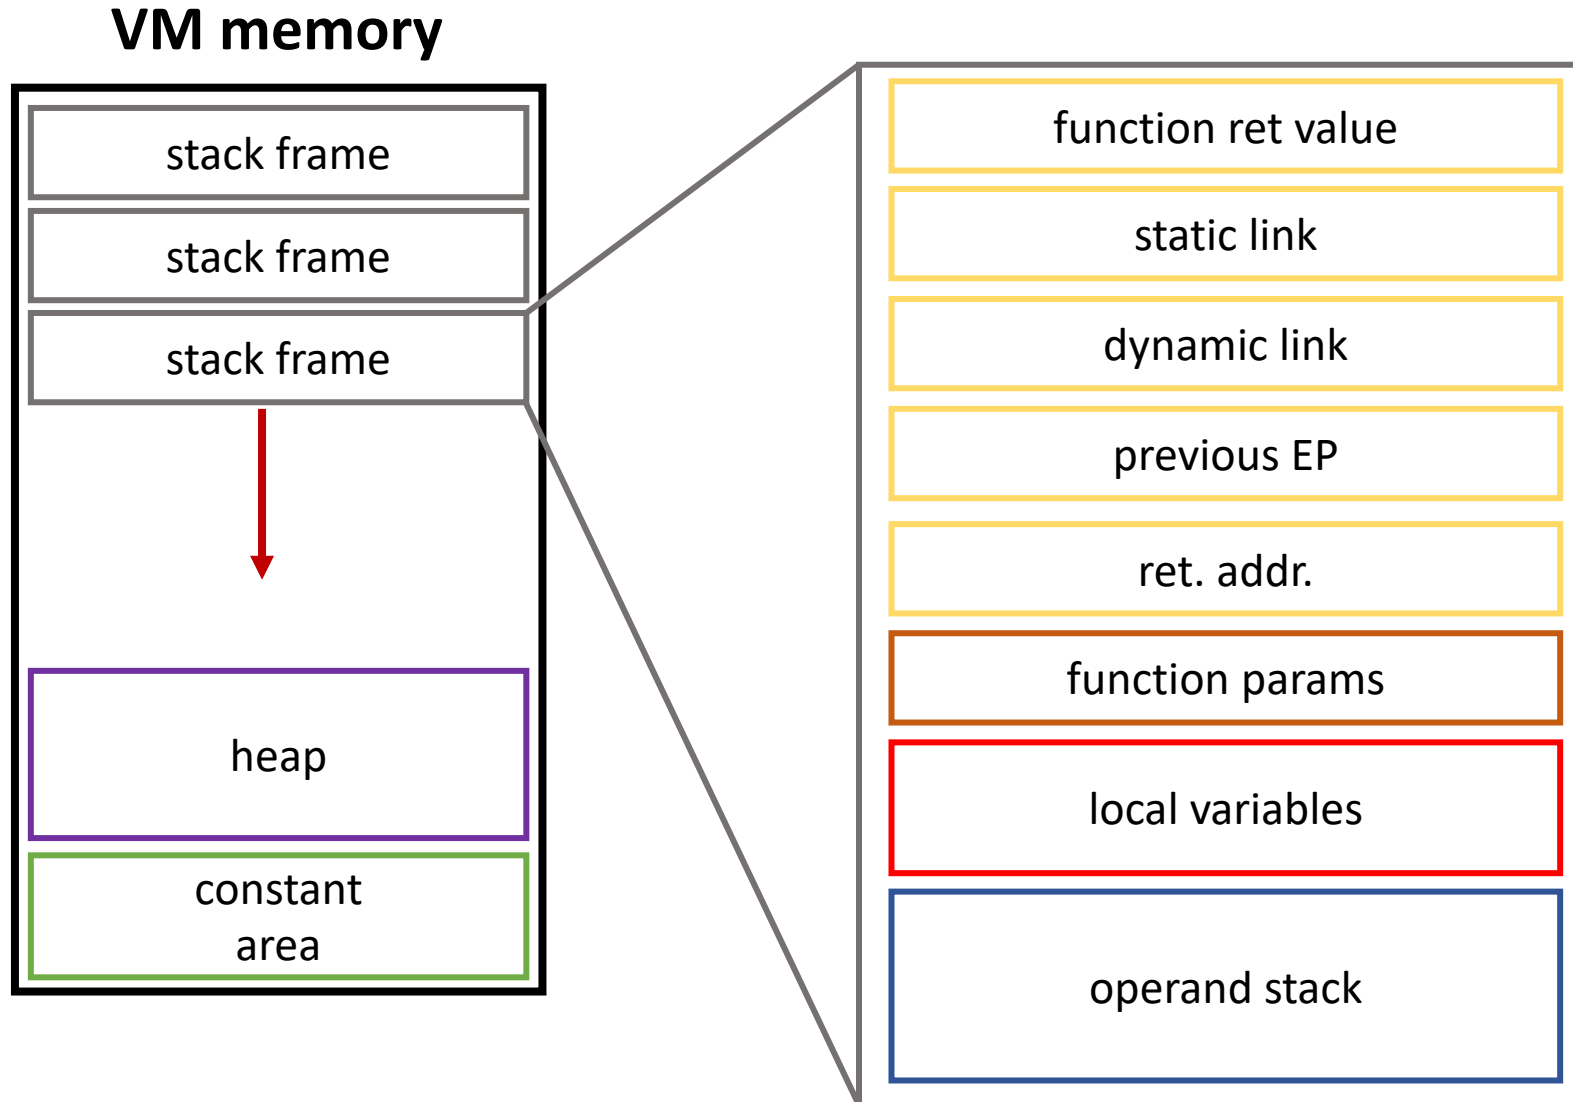 VM memory
stack frame
stack frame
stack frame
heap
constant
area
function ret value
static link
dynamic link
previous EP
ret. addr.
function params
local variables
operand stack